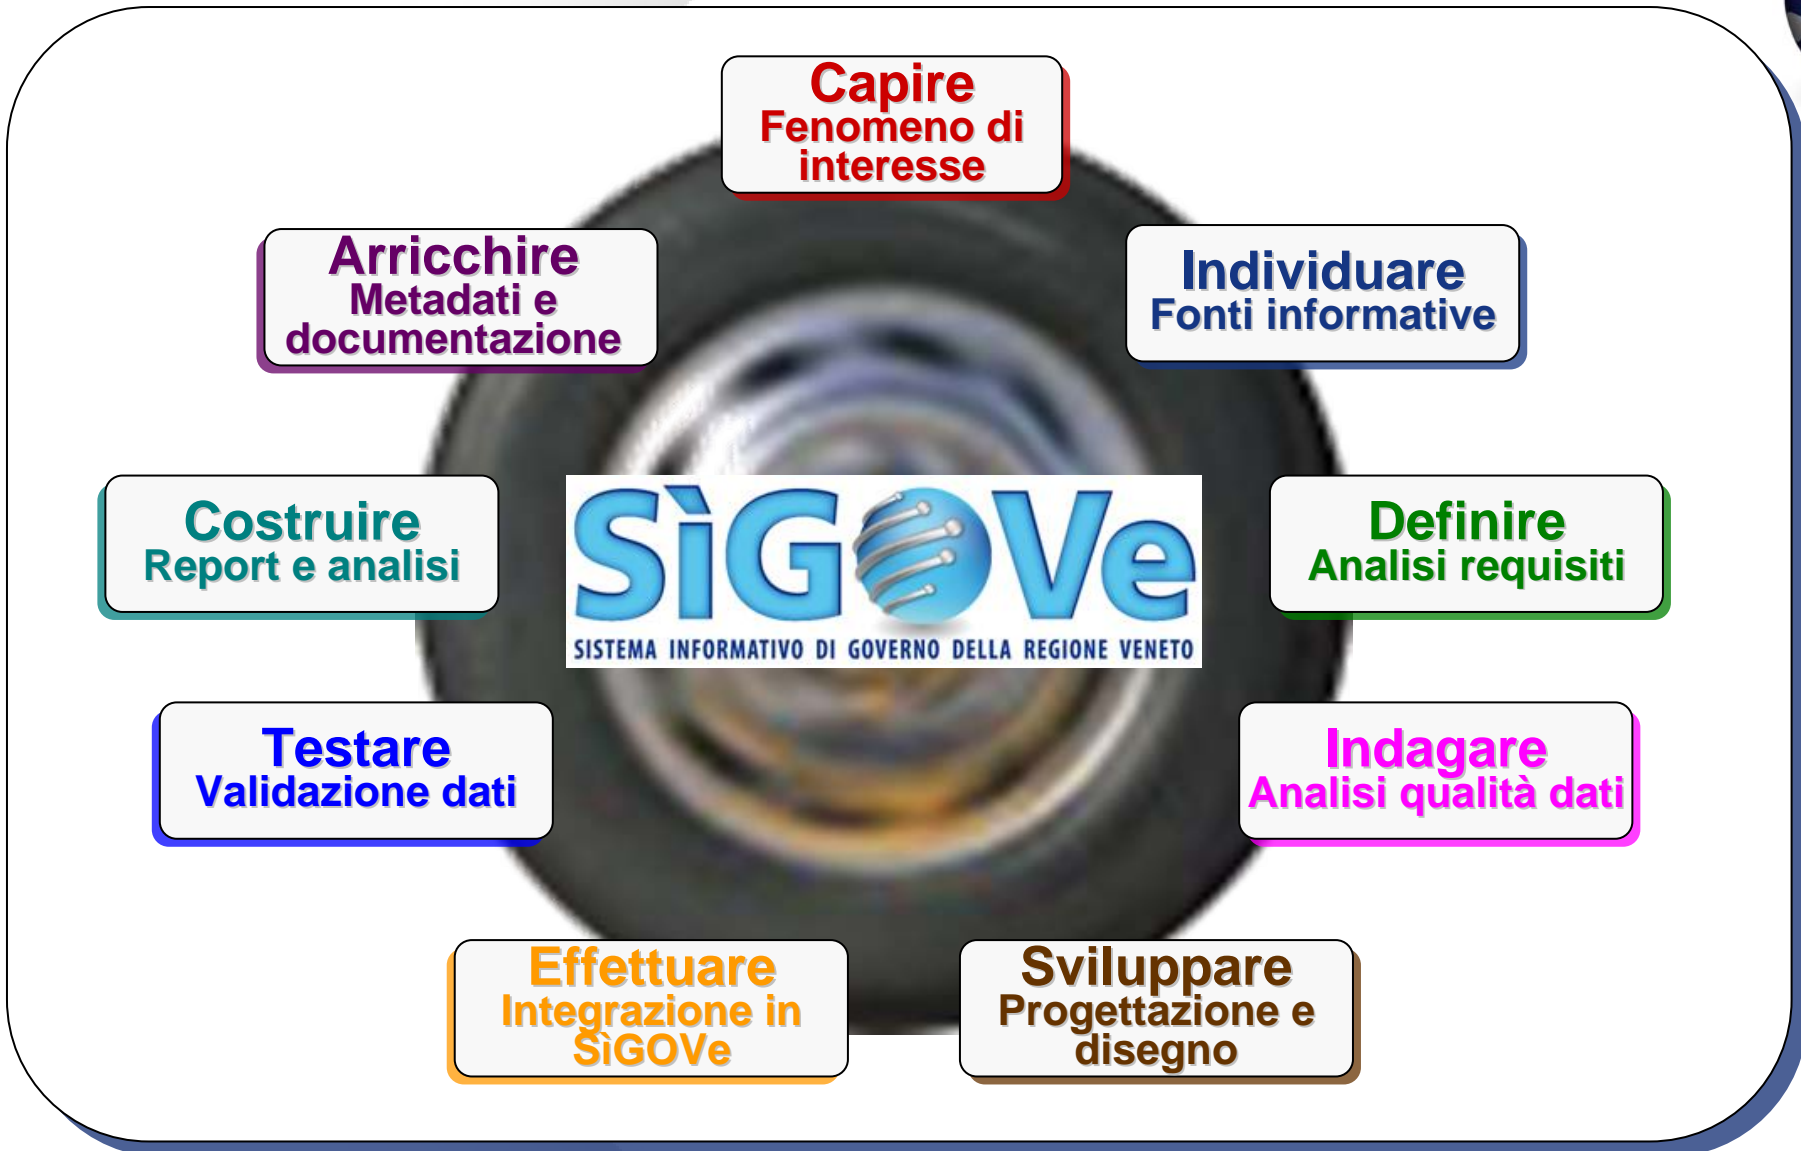 Capire
Fenomeno di
interesse
Arricchire
Metadati e
documentazione
Individuare
Fonti informative
Costruire
Report e analisi
SìGOVe
SISTEMA INFORMATIVO DI GOVERNO DELLA REGIONE VENETO
Definire
Analisi requisiti
Testare
Validazione dati
Indagare
Analisi qualità dati
Effettuare
Integrazione in
SìGOVe
Sviluppare
Progettazione e
disegno